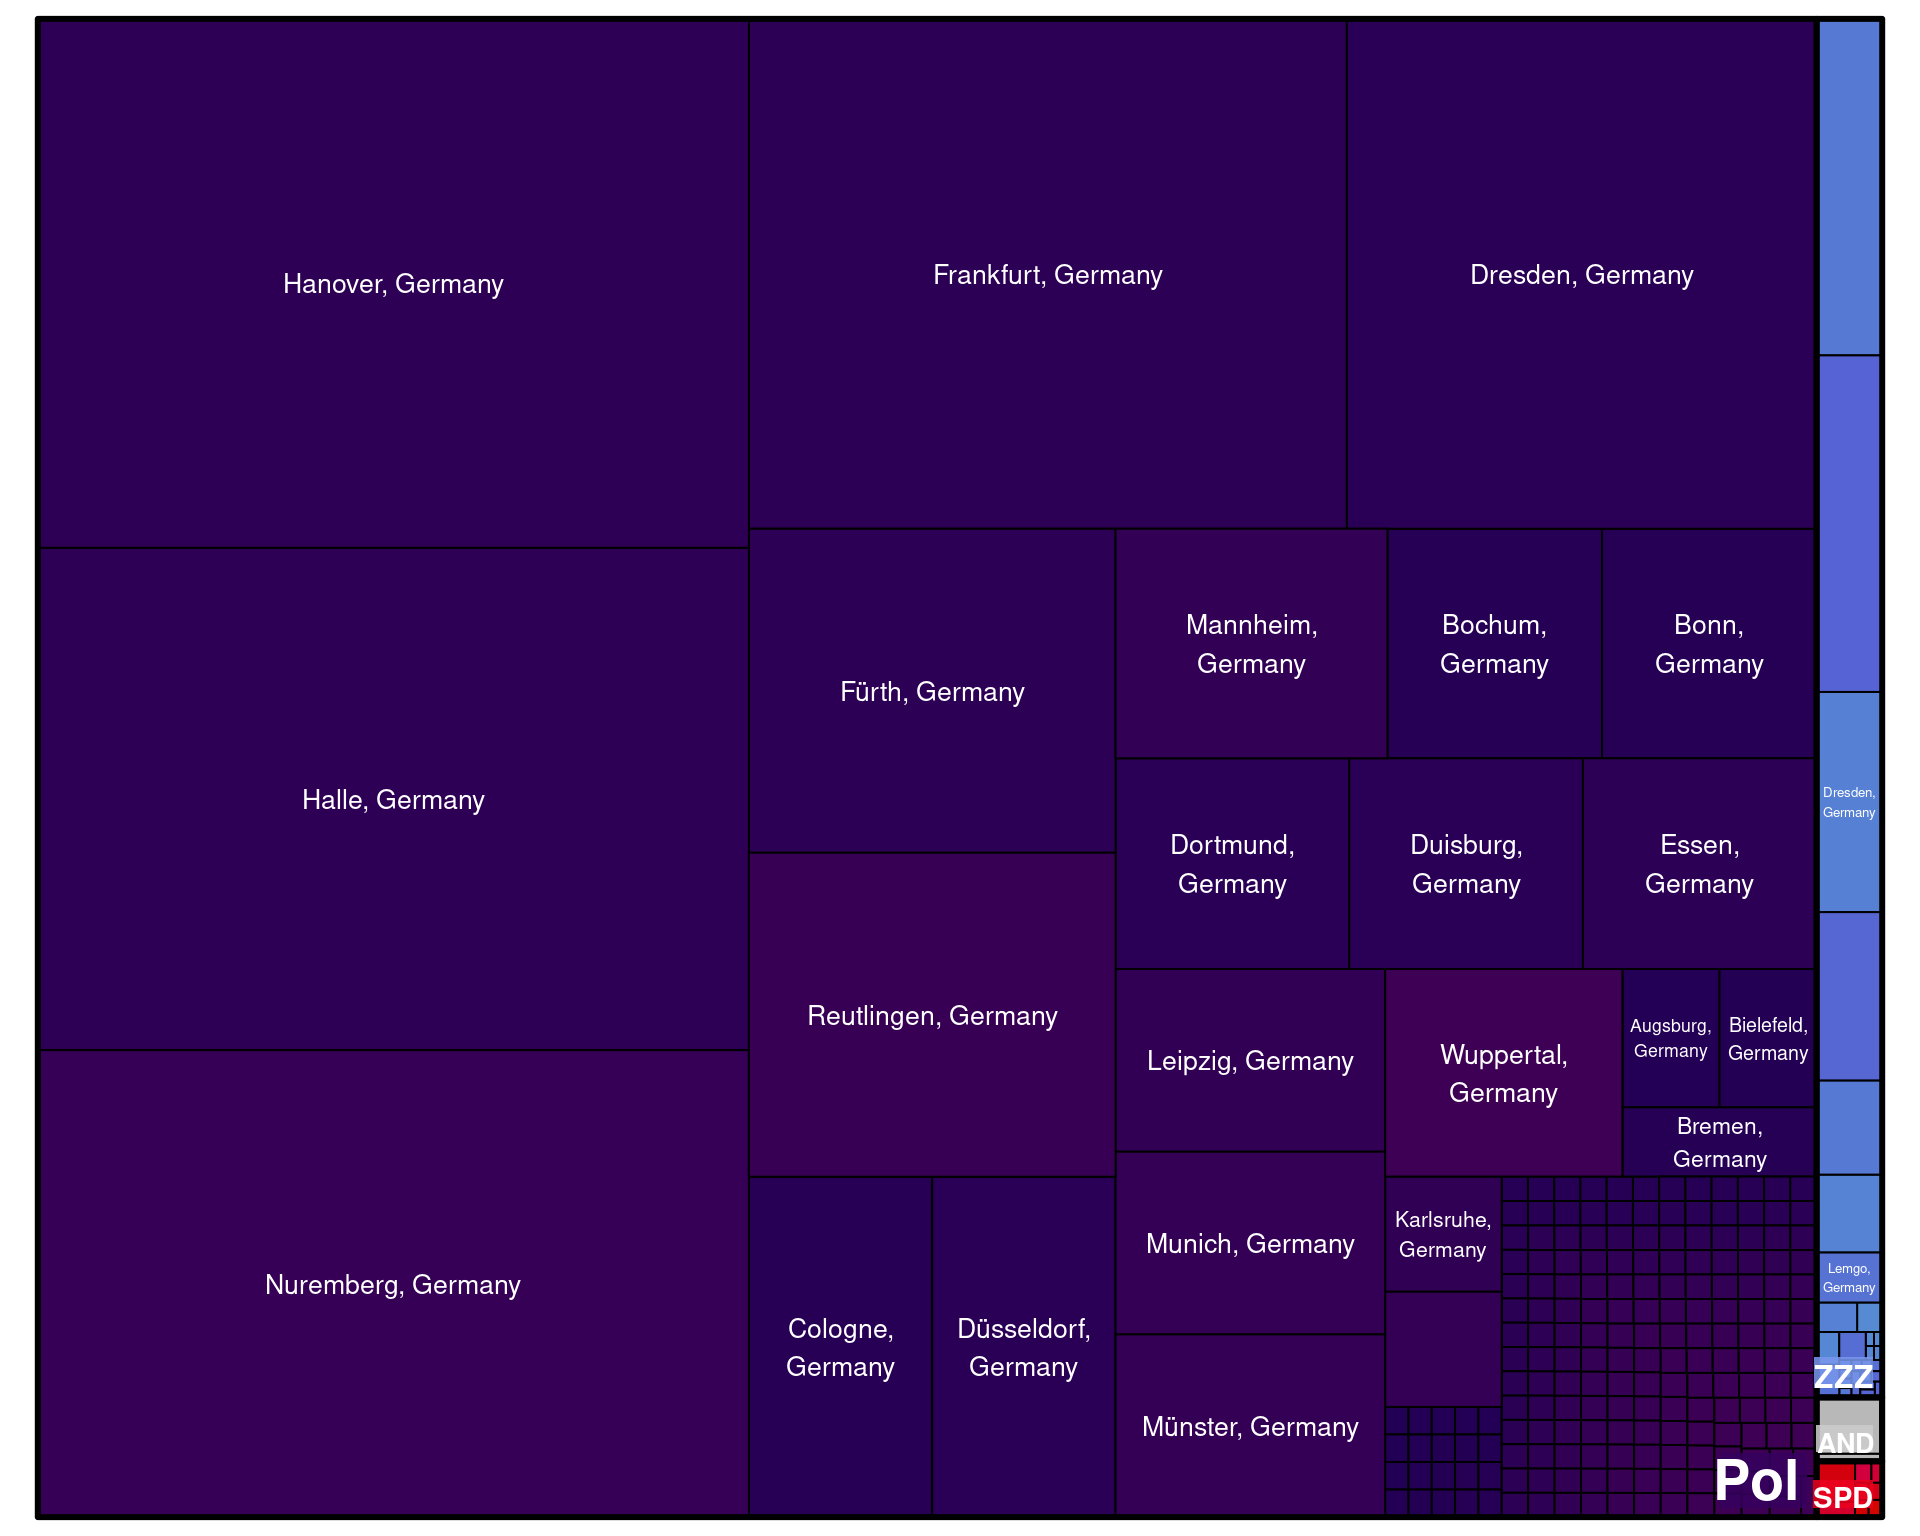 Hanover, Germany
Frankfurt, Germany
Dresden, Germany
Halle, Germany
Nuremberg, Germany
Fürth, Germany
Reutlingen, Germany
Cologne,
Germany
Düsseldorf,
Germany
Mannheim,
Germany
Bochum,
Germany
Bonn,
Germany
Dortmund,
Germany
Duisburg,
Germany
Essen,
Germany
Leipzig, Germany
Munich, Germany
Münster, Germany
Wuppertal,
Germany
Augsburg,
Germany
Bielefeld,
Germany
Bremen,
Germany
Karlsruhe,
Germany
Pol
Dresden,
Germany
Lemgo,
Germany
ZZZ
AND
SPD